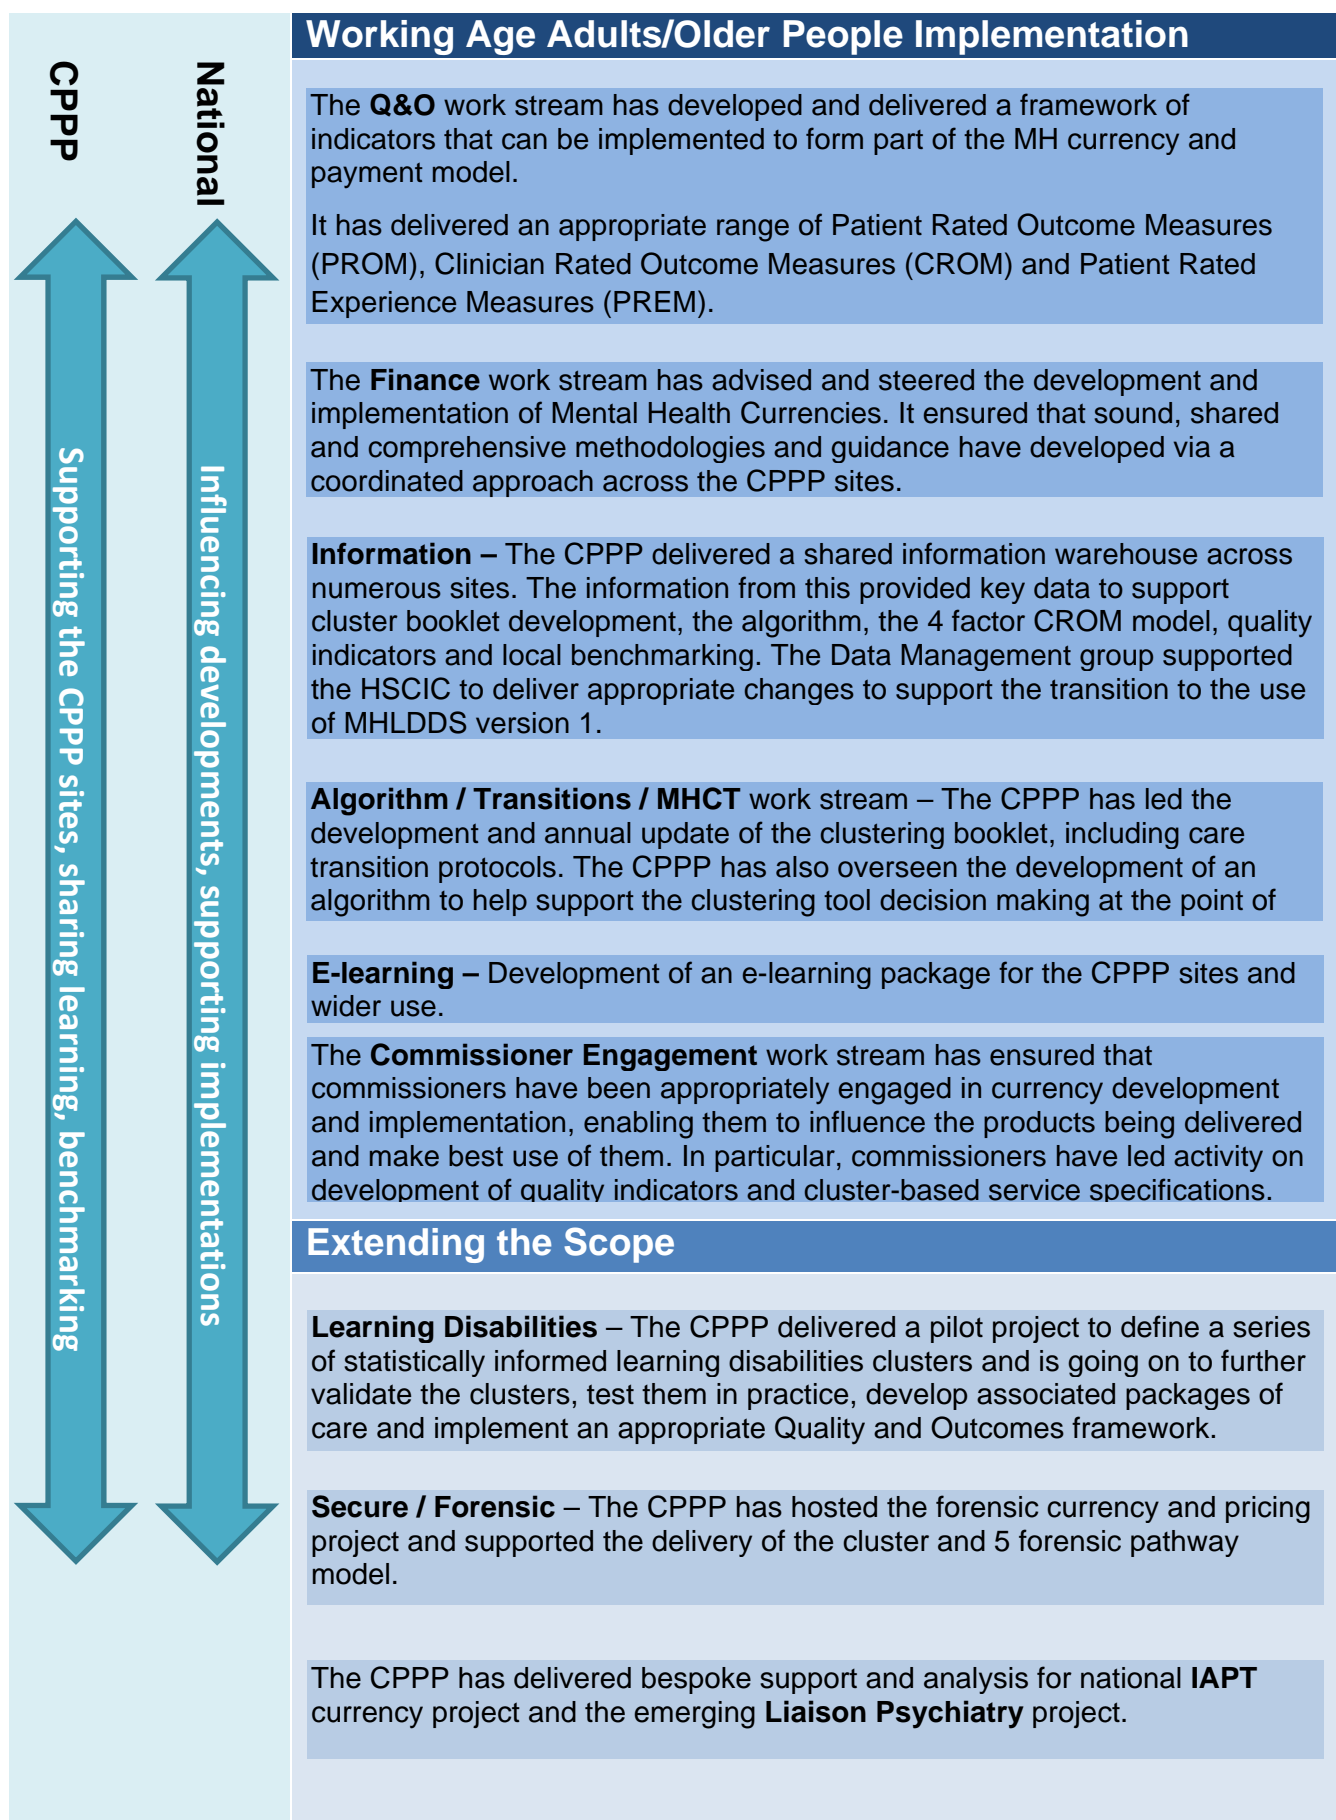 CPPP
National
Supporting the CPPP sites, sharing learning, benchmarking
Influencing developments, supporting implementations
Working Age Adults/Older People Implementation
The Q&O work stream has developed and delivered a framework of
indicators that can be implemented to form part of the MH currency and
payment model.
It has delivered an appropriate range of Patient Rated Outcome Measures
(PROM), Clinician Rated Outcome Measures (CROM) and Patient Rated
Experience Measures (PREM).
The Finance work stream has advised and steered the development and
implementation of Mental Health Currencies. It ensured that sound, shared
and comprehensive methodologies and guidance have developed via a
coordinated approach across the CPPP sites.
Information – The CPPP delivered a shared information warehouse across
numerous sites. The information from this provided key data to support
cluster booklet development, the algorithm, the 4 factor CROM model, quality
indicators and local benchmarking. The Data Management group supported
the HSCIC to deliver appropriate changes to support the transition to the use
of MHLDDS version 1.
Algorithm / Transitions / MHCT work stream – The CPPP has led the
development and annual update of the clustering booklet, including care
transition protocols. The CPPP has also overseen the development of an
algorithm to help support the clustering tool decision making at the point of
E-learning – Development of an e-learning package for the CPPP sites and
wider use.
The Commissioner Engagement work stream has ensured that
commissioners have been appropriately engaged in currency development
and implementation, enabling them to influence the products being delivered
and make best use of them. In particular, commissioners have led activity on
development of quality indicators and cluster-based service specifications.
Extending the Scope
Learning Disabilities – The CPPP delivered a pilot project to define a series
of statistically informed learning disabilities clusters and is going on to further
validate the clusters, test them in practice, develop associated packages of
care and implement an appropriate Quality and Outcomes framework.
Secure / Forensic – The CPPP has hosted the forensic currency and pricing
project and supported the delivery of the cluster and 5 forensic pathway
model.
The CPPP has delivered bespoke support and analysis for national IAPT
currency project and the emerging Liaison Psychiatry project.